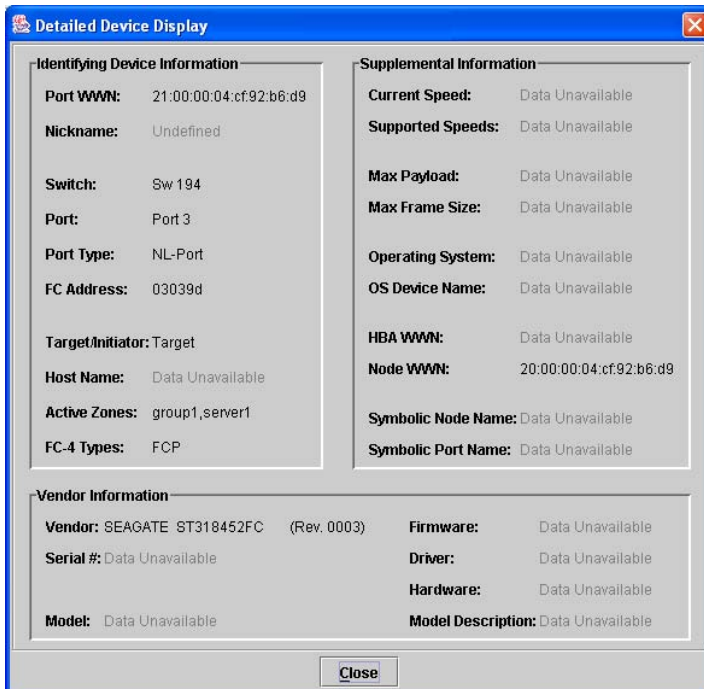 Detailed Device Display
Identifying Device Information
Port WWN: 21:00:00:04:cf:92:b6:d9
Nickname: Undefined
Switch: Sw 194
Port: Port 3
Port Type: NL-Port
FC Address: 03039d
Target/Initiator: Target
Host Name: Data Unavailable
Active Zones: group1,server1
FC-4 Types: FCP
Supplemental Information
Current Speed: Data Unavailable
Supported Speeds: Data Unavailable
Max Payload: Data Unavailable
Max Frame Size: Data Unavailable
Operating System: Data Unavailable
OS Device Name: Data Unavailable
HBA WWN: Data Unavailable
Node WWN: 20:00:00:04:cf:92:b6:d9
Symbolic Node Name: Data Unavailable
Symbolic Port Name: Data Unavailable
Vendor Information
Vendor: SEAGATE ST318452FC (Rev. 0003)
Serial #: Data Unavailable
Model: Data Unavailable
Firmware: Data Unavailable
Driver: Data Unavailable
Hardware: Data Unavailable
Model Description: Data Unavailable
Close